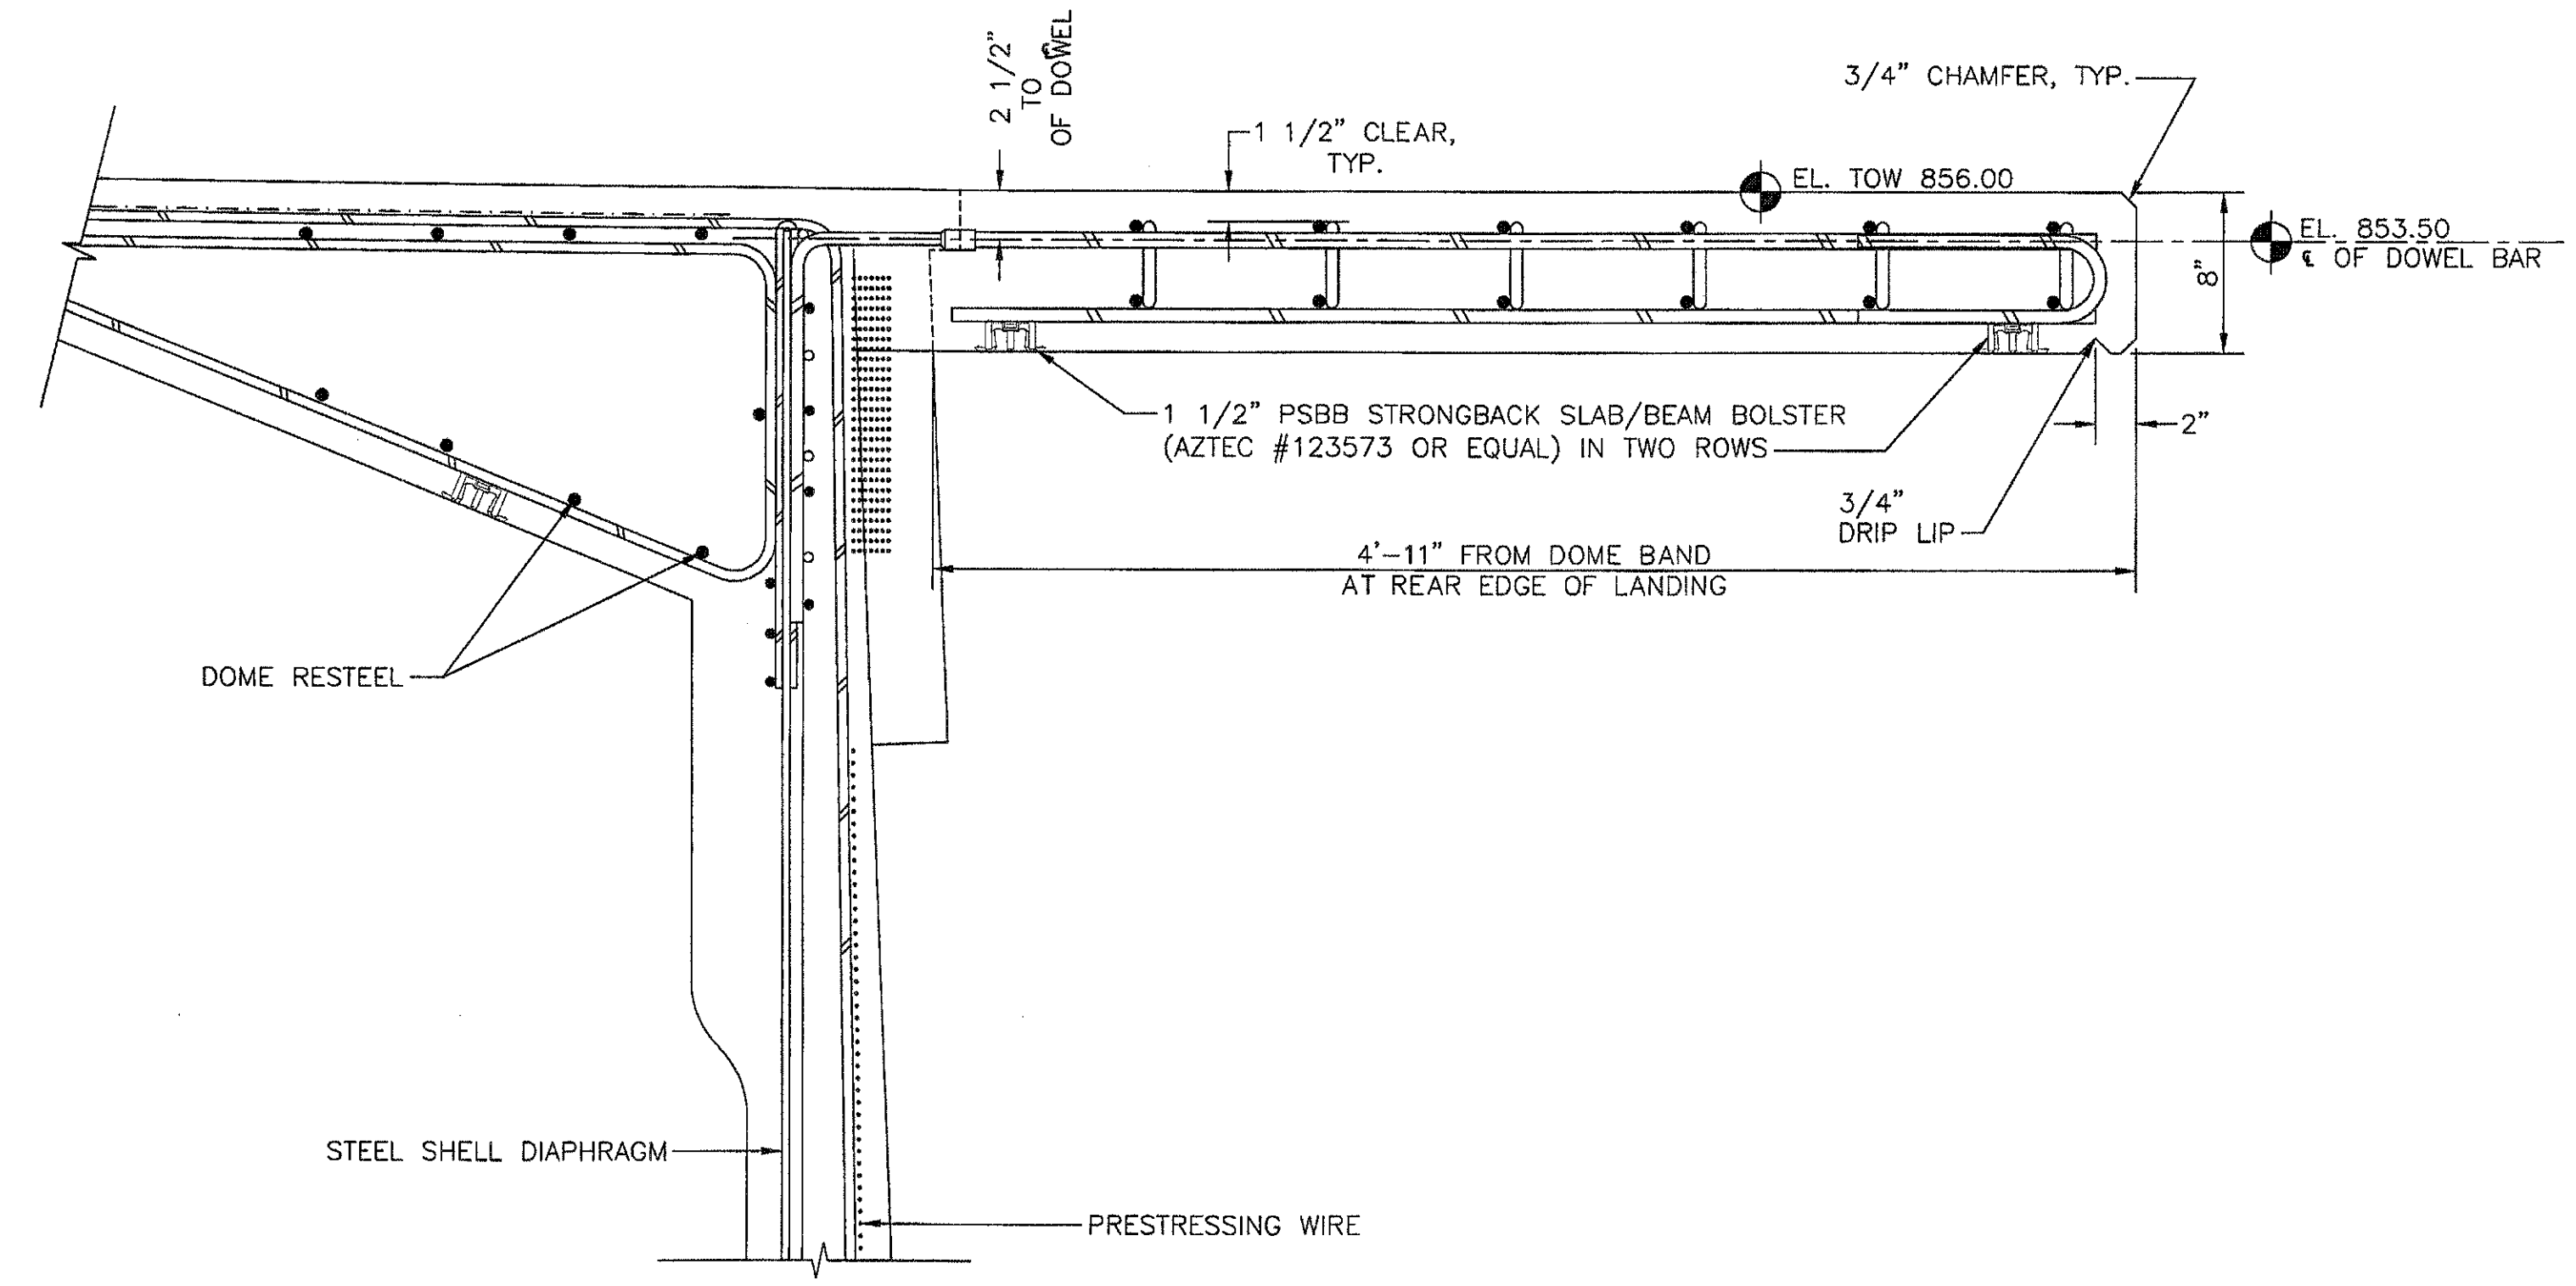 2 1/2"
TO
OF DOWEL
℄
3/4" CHAMFER, TYP.
1 1/2" CLEAR,
TYP.
EL. TOW 856.00
EL. 853.50
℄ OF DOWEL BAR
8"
1 1/2" PSBB STRONGBACK SLAB/BEAM BOLSTER
(AZTEC #123573 OR EQUAL) IN TWO ROWS
2"
3/4"
DRIP LIP
4'-11" FROM DOME BAND
AT REAR EDGE OF LANDING
DOME RESTEEL
STEEL SHELL DIAPHRAGM
PRESTRESSING WIRE